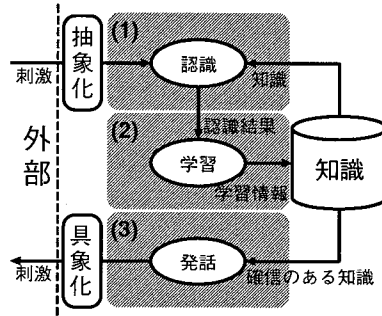 抽象化
(1)
認識
刺激
知識
認識結果
外部
(2)
学習
知識
学習情報
具象化
(3)
発話
刺激
確信のある知識